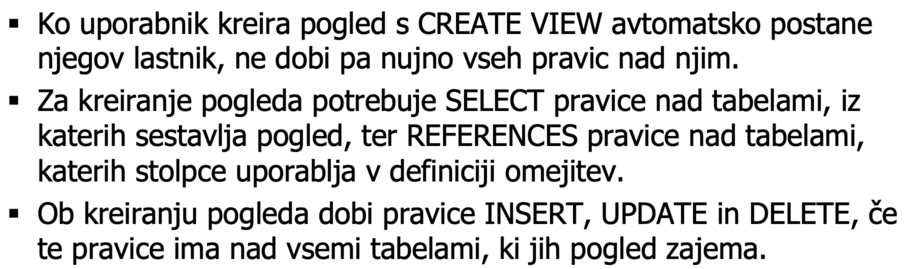 ▪ Ko uporabnik kreira pogled s CREATE VIEW avtomatsko postane
njegov lastnik, ne dobi pa nujno vseh pravic nad njim.
▪ Za kreiranje pogleda potrebuje SELECT pravice nad tabelami, iz
katerih sestavlja pogled, ter REFERENCES pravice nad tabelami,
katerih stolpce uporablja v definiciji omejitev.
▪ Ob kreiranju pogleda dobi pravice INSERT, UPDATE in DELETE, če
te pravice ima nad vsemi tabelami, ki jih pogled zajema.